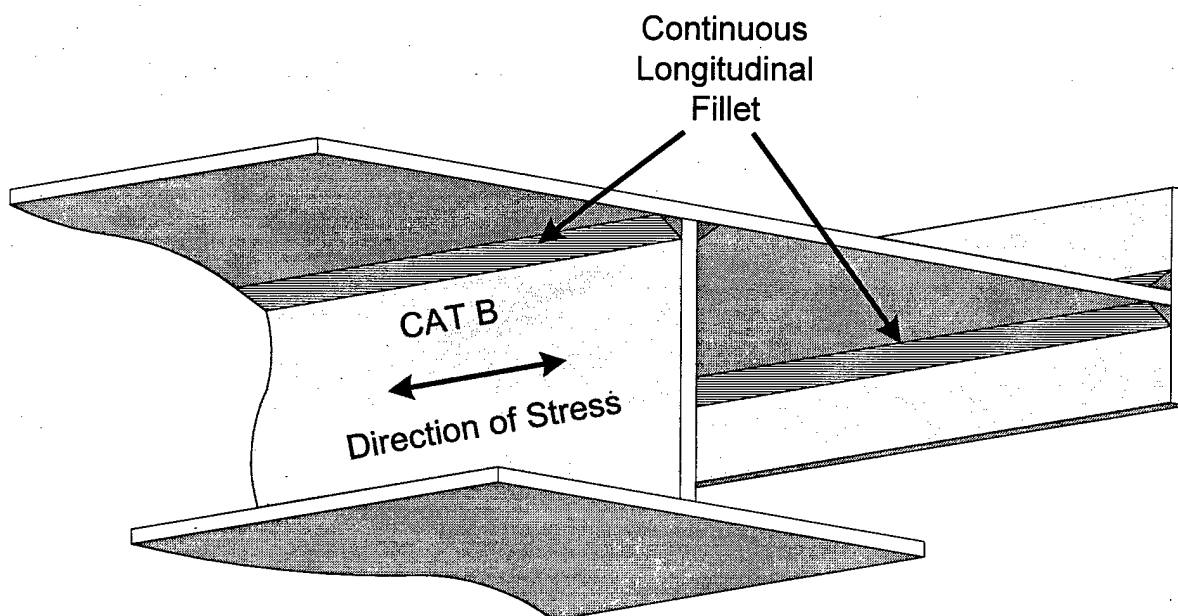 Continuous
Longitudinal
Fillet
CAT B
Direction of Stress